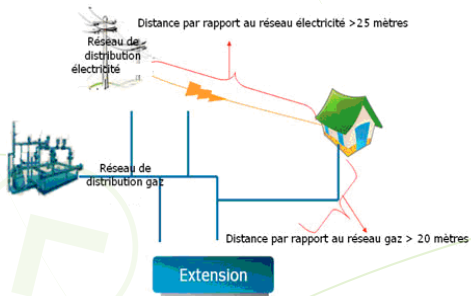 Distance par rapport au réseau électricité >25 mètres
Réseau de
distribution
électricité
Réseau de
distribution gaz
Distance par rapport au réseau gaz > 20 mètres
Extension